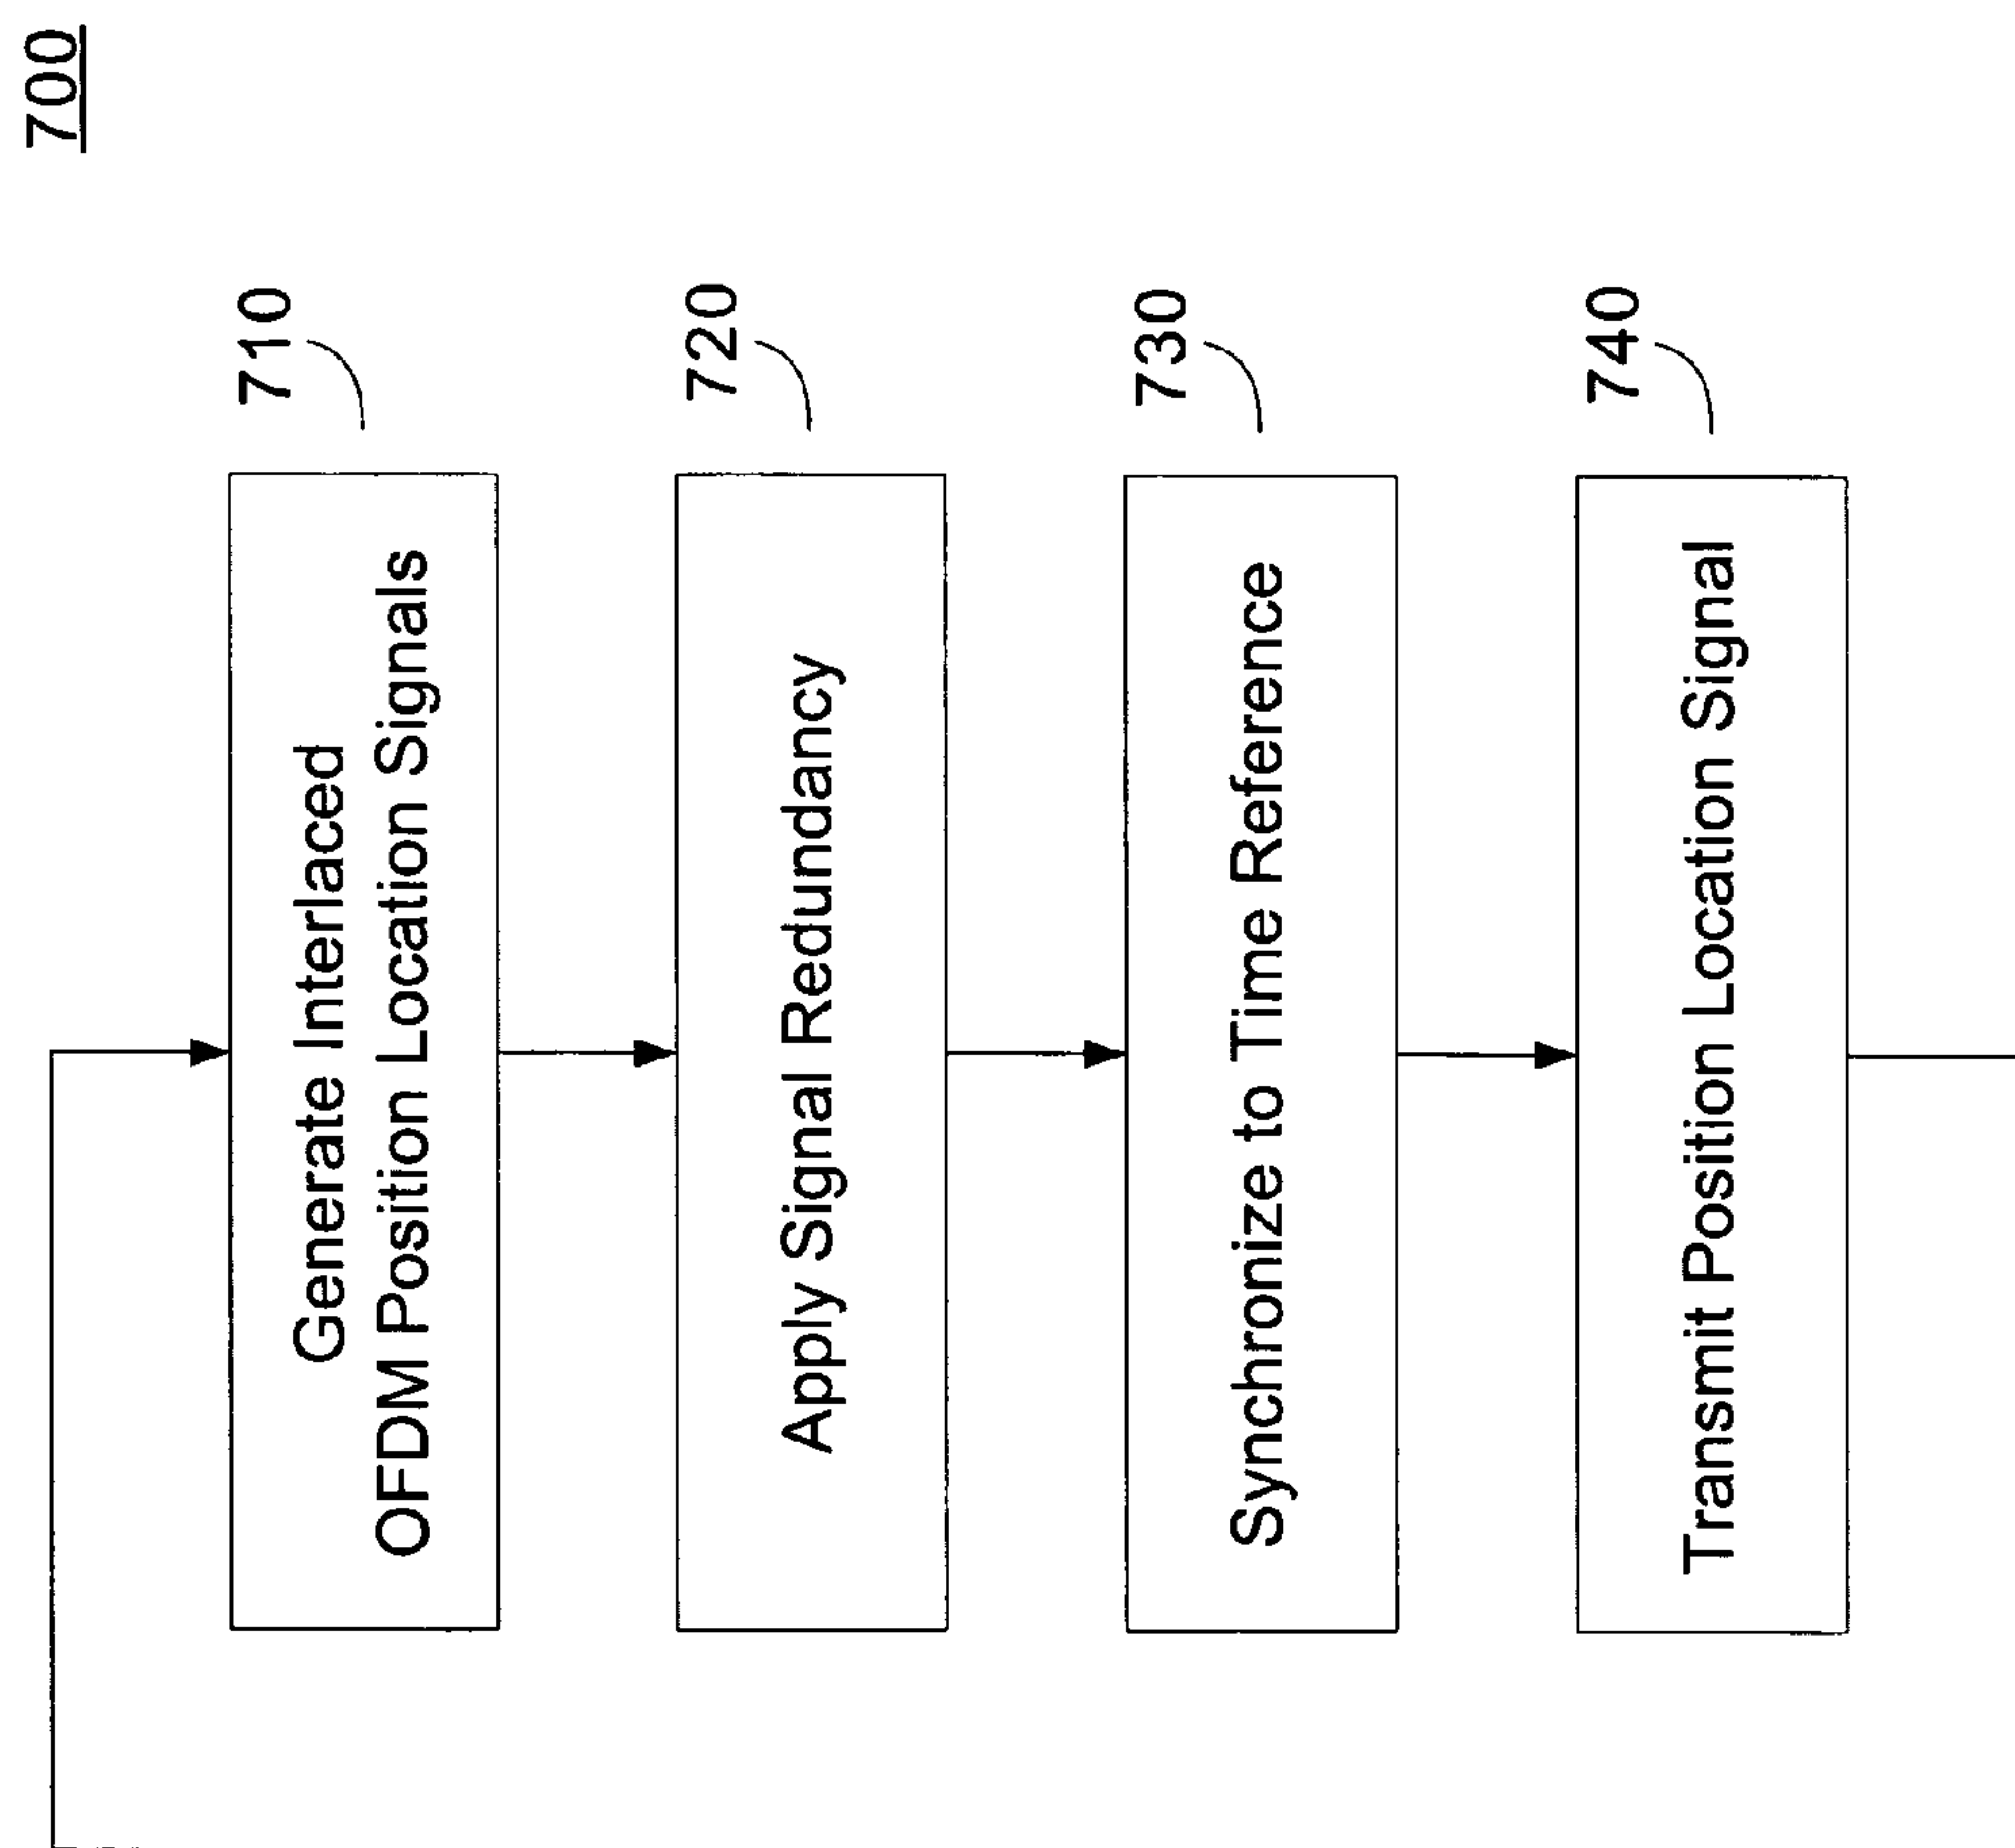 700
710
Generate Interlaced
OFDM Position Location Signals
720
Apply Signal Redundancy
730
Synchronize to Time Reference
740
Transmit Position Location Signal